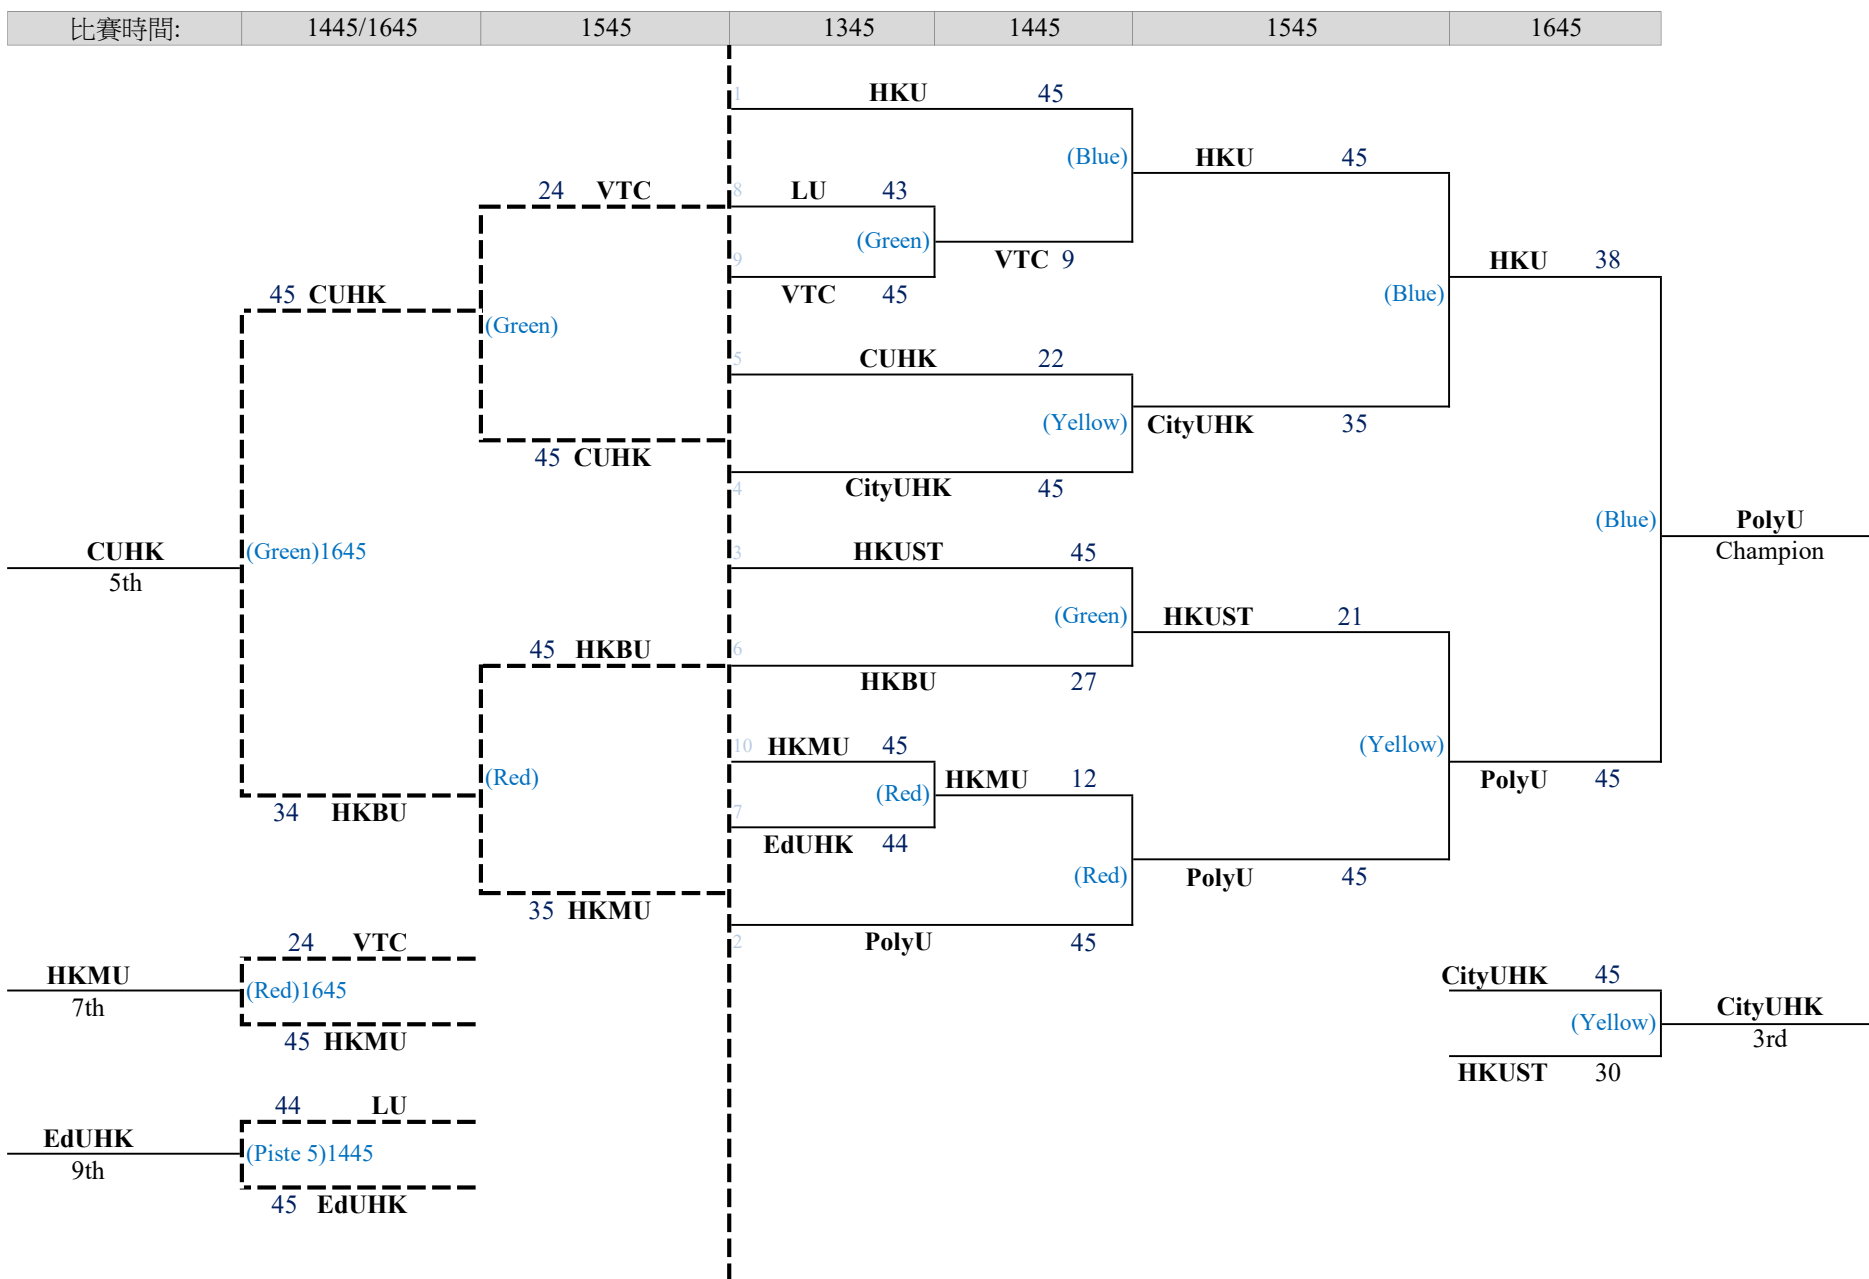 比賽時間: 1445/1645 1545 1345 1445 1545 1645
1 HKU 45
(Blue) HKU 45
24 VTC 8 LU 43
(Green)
VTC 9
9 VTC 45
HKU 38
45 CUHK
(Blue)
(Green)
5 CUHK 22
(Yellow) CityUHK 35
45 CUHK
4 CityUHK 45
(Blue) PolyU
Champion
CUHK (Green)1645
5th
3 HKUST 45
(Green) HKUST 21
45 HKBU 6
HKBU 27
10 HKMU 45
(Yellow)
(Red)
HKMU 12
(Red)
PolyU 45
34 HKBU
7 EdUHK 44
(Red) PolyU 45
35 HKMU
2 PolyU 45
24 VTC
HKMU (Red)1645
7th
45 HKMU
CityUHK 45
(Yellow) CityUHK
3rd
HKUST 30
44 LU
EdUHK (Piste 5)1445
9th
45 EdUHK